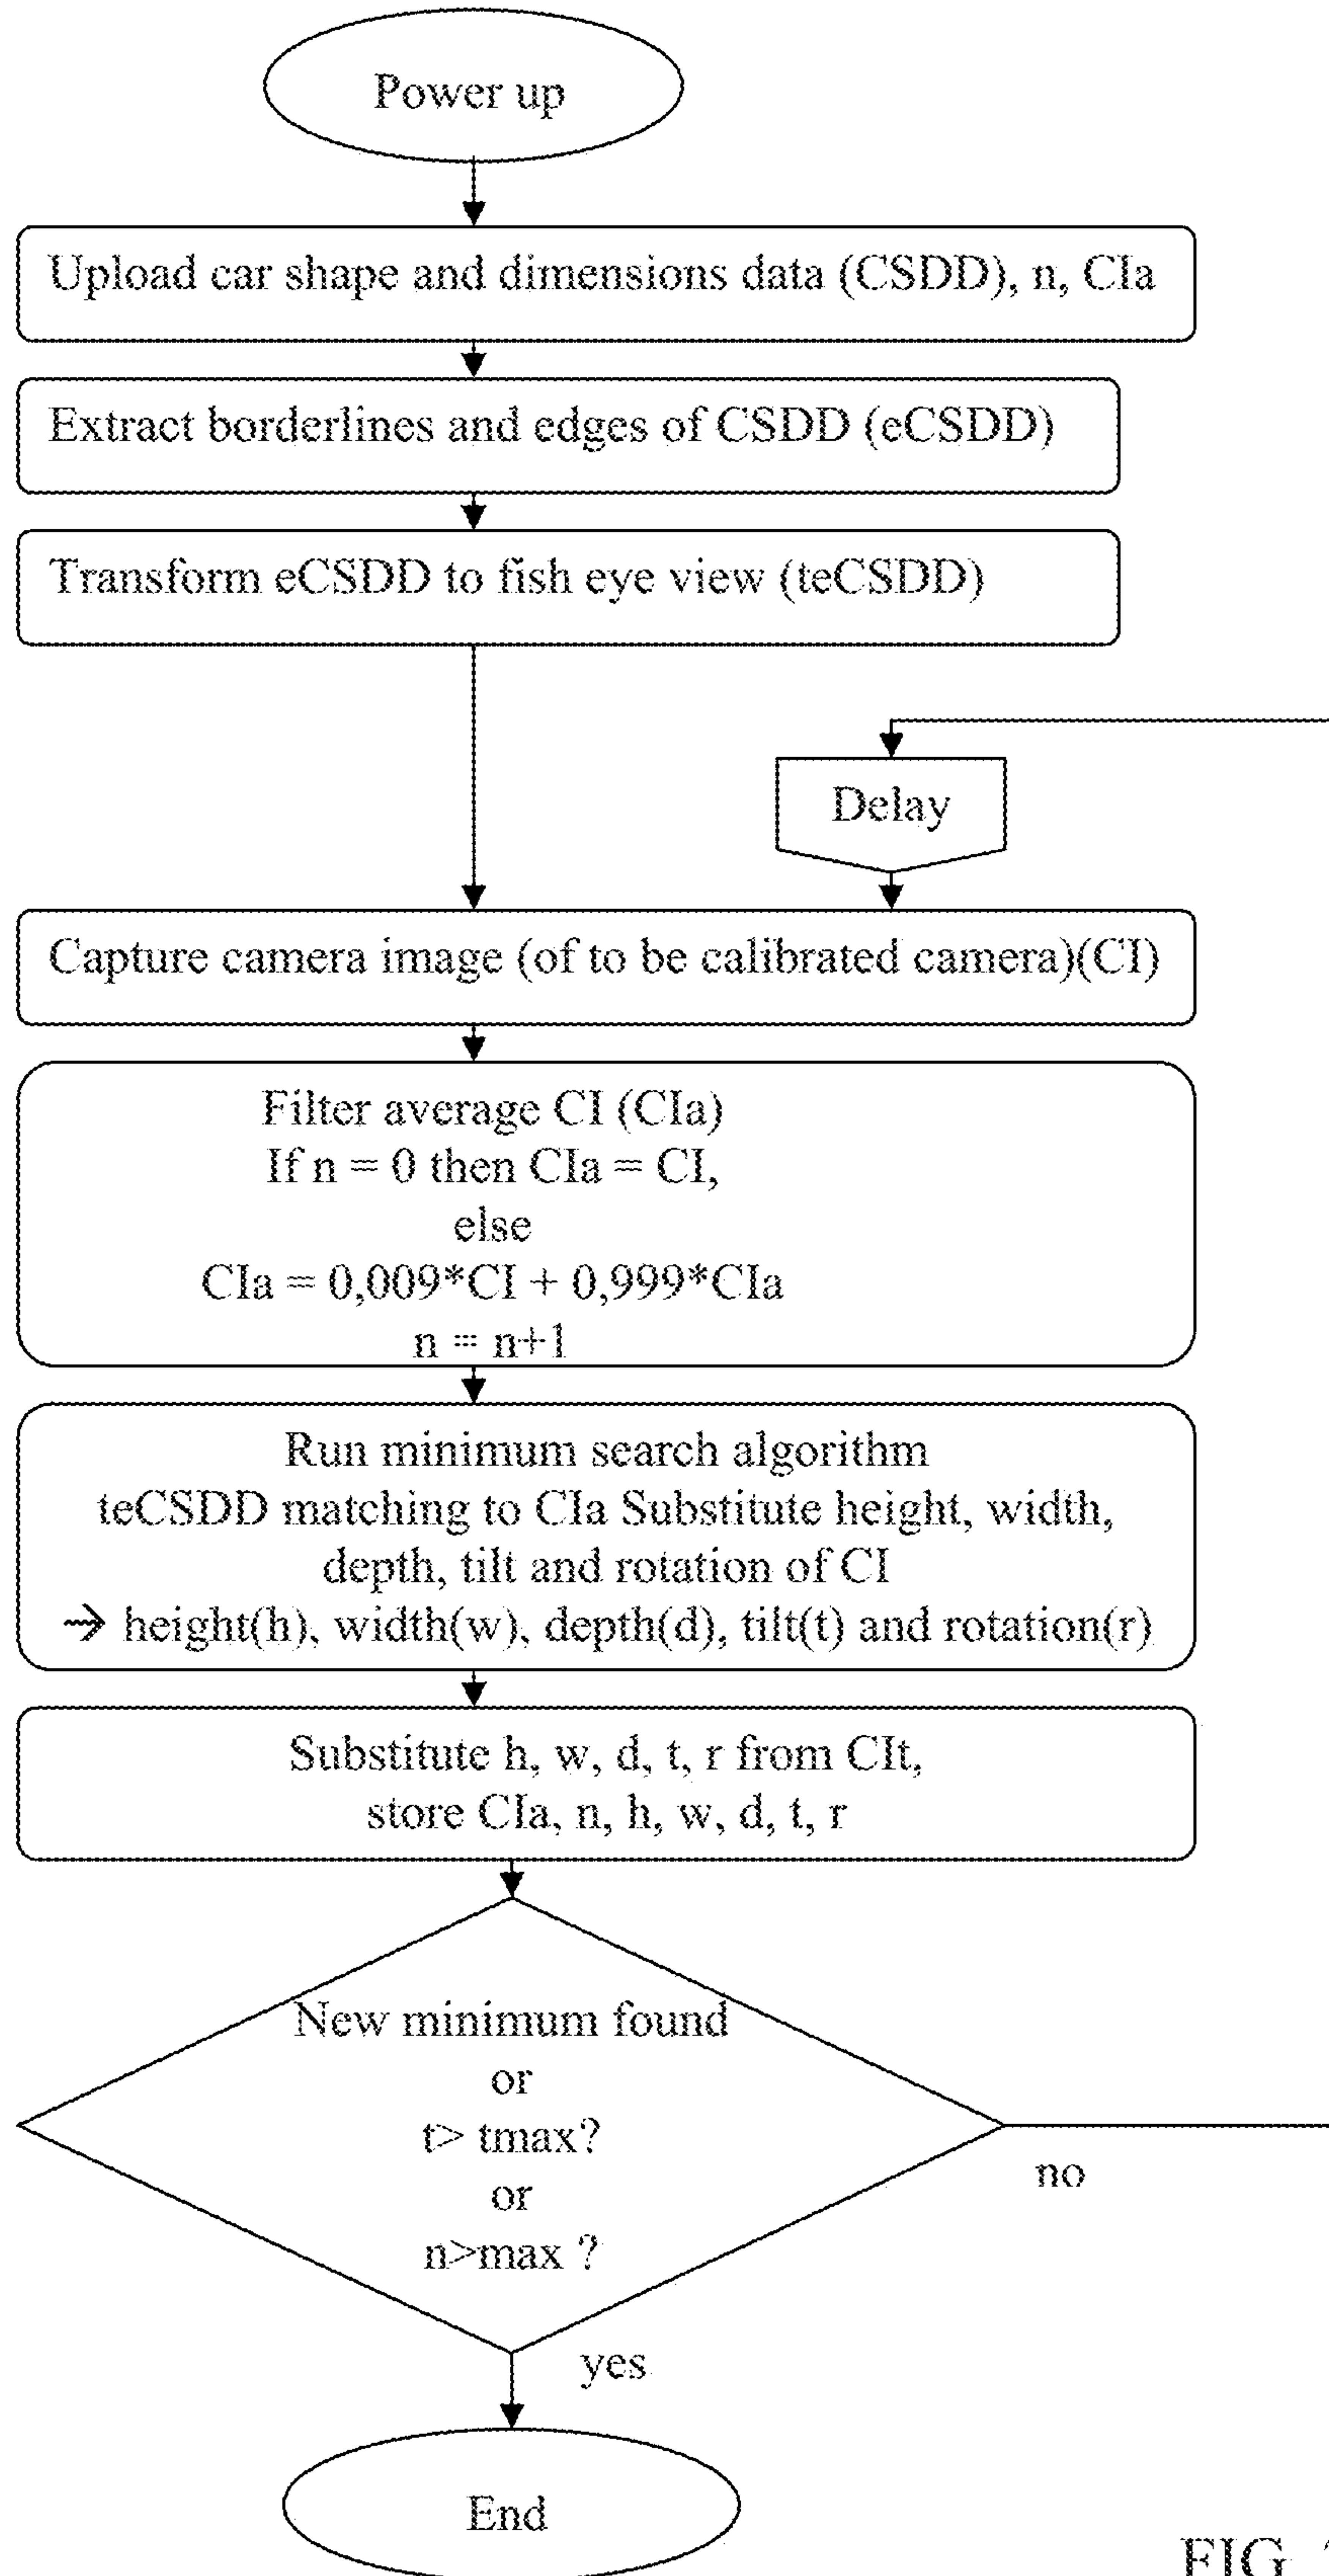 Power up
Upload car shape and dimensions data (CSDD), n, CIa
Extract borderlines and edges of CSDD (eCSDD)
Transform eCSDD to fish eye view (teCSDD)
Delay
Capture camera image (of to be calibrated camera)(CI)
Filter average CI (CIa)
If n = 0 then CIa = CI,
else
CIa = 0,009*CI + 0,999*CIa
n = n+1
Run minimum search algorithm
teCSDD matching to CIa Substitute height, width,
depth, tilt and rotation of CI
→ height(h), width(w), depth(d), tilt(t) and rotation(r)
Substitute h, w, d, t, r from CIt,
store CIa, n, h, w, d, t, r
New minimum found
or
t> tmax?
or
n>max ?
no
yes
End
FIG.